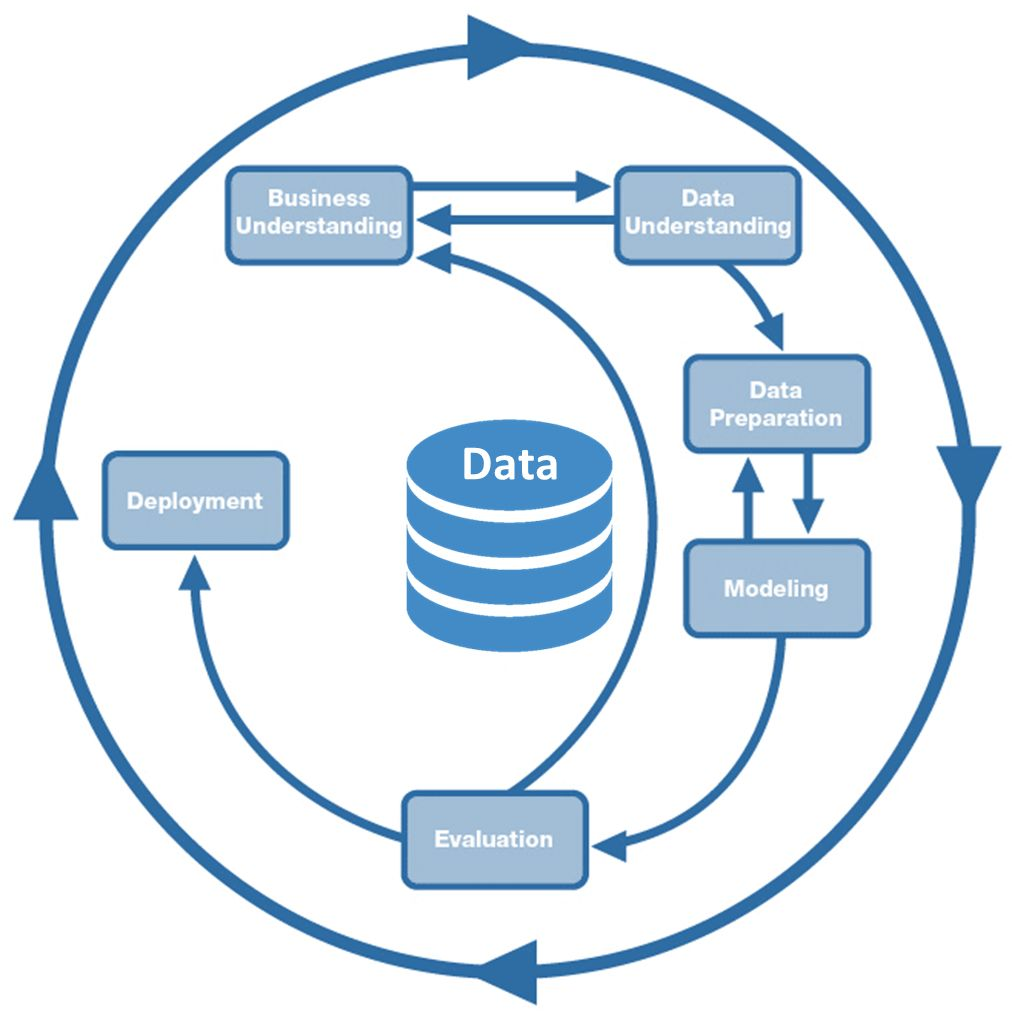 Business
Understanding
Data
Understanding
Data
Preparation
Data
Deployment
Modeling
Evaluation